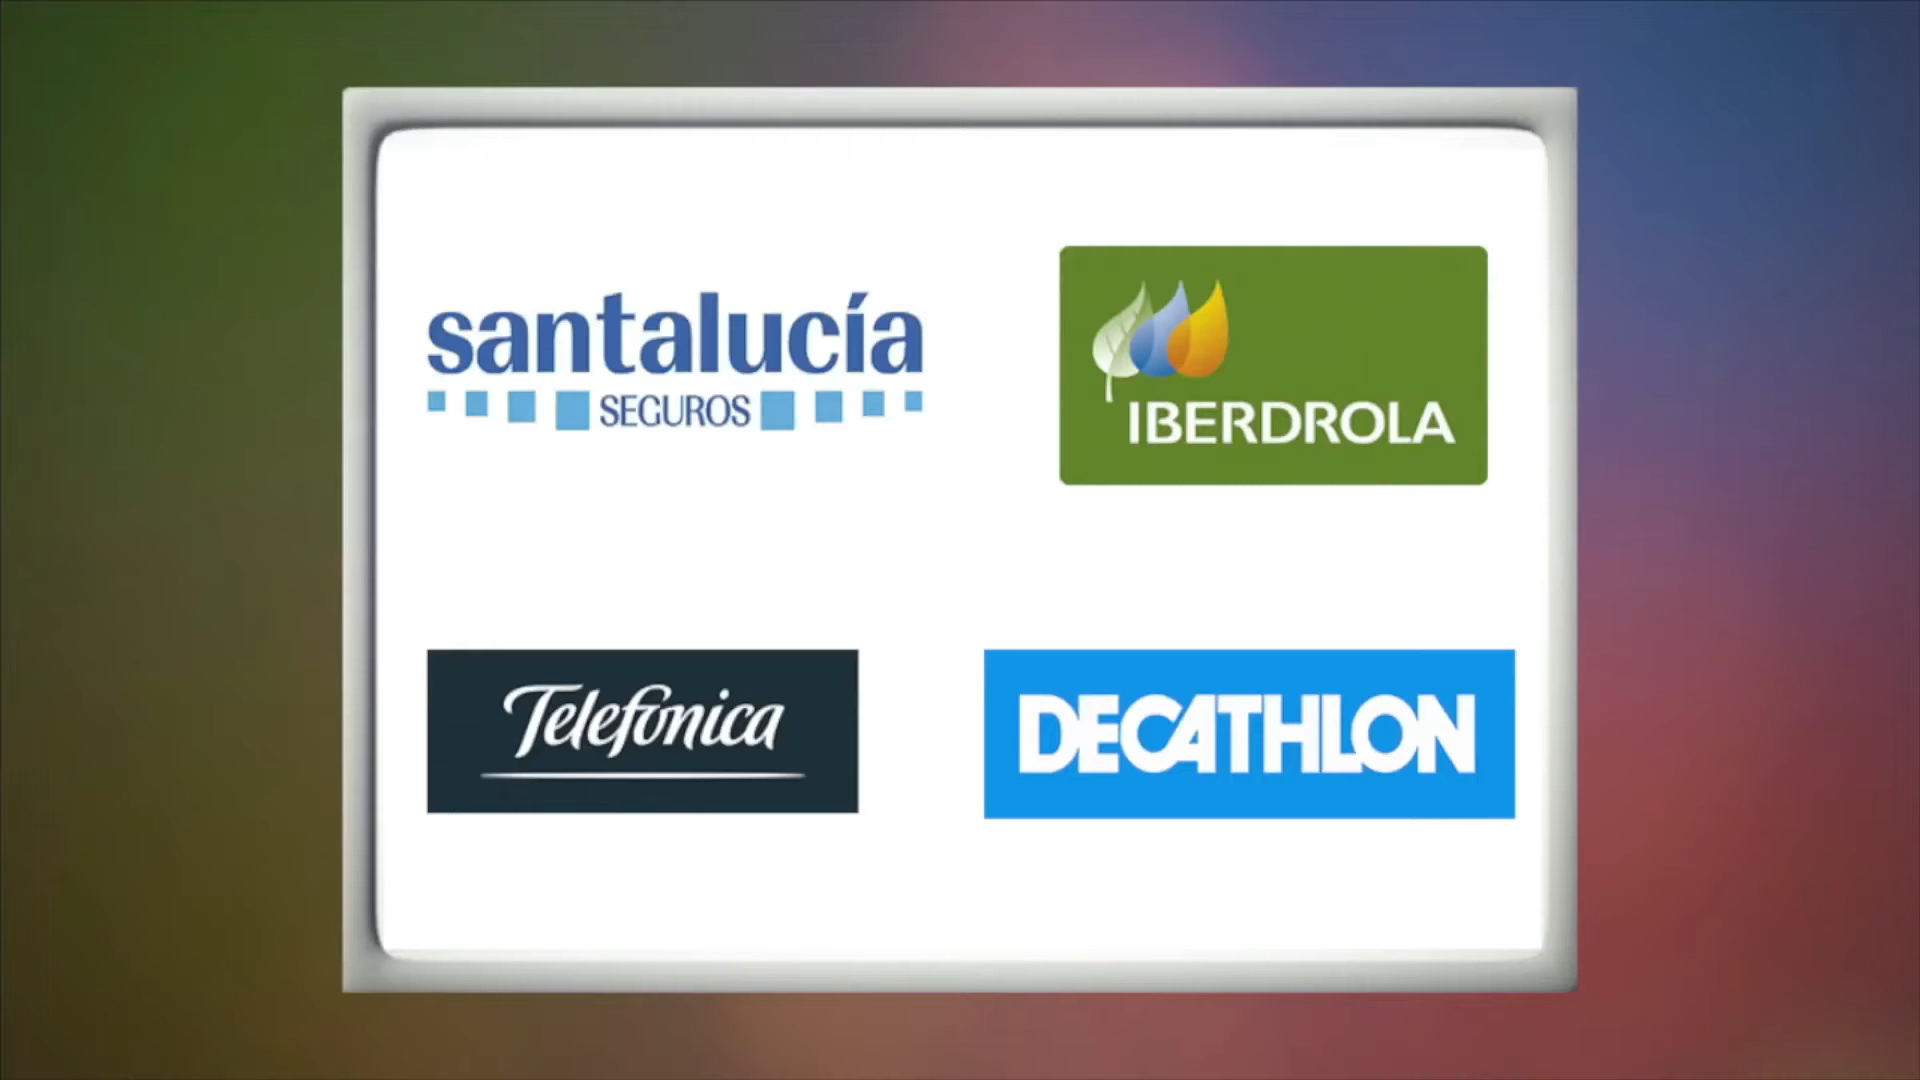 santalucía
SEGUROS
IBERDROLA
Telefónica
DECATHLON